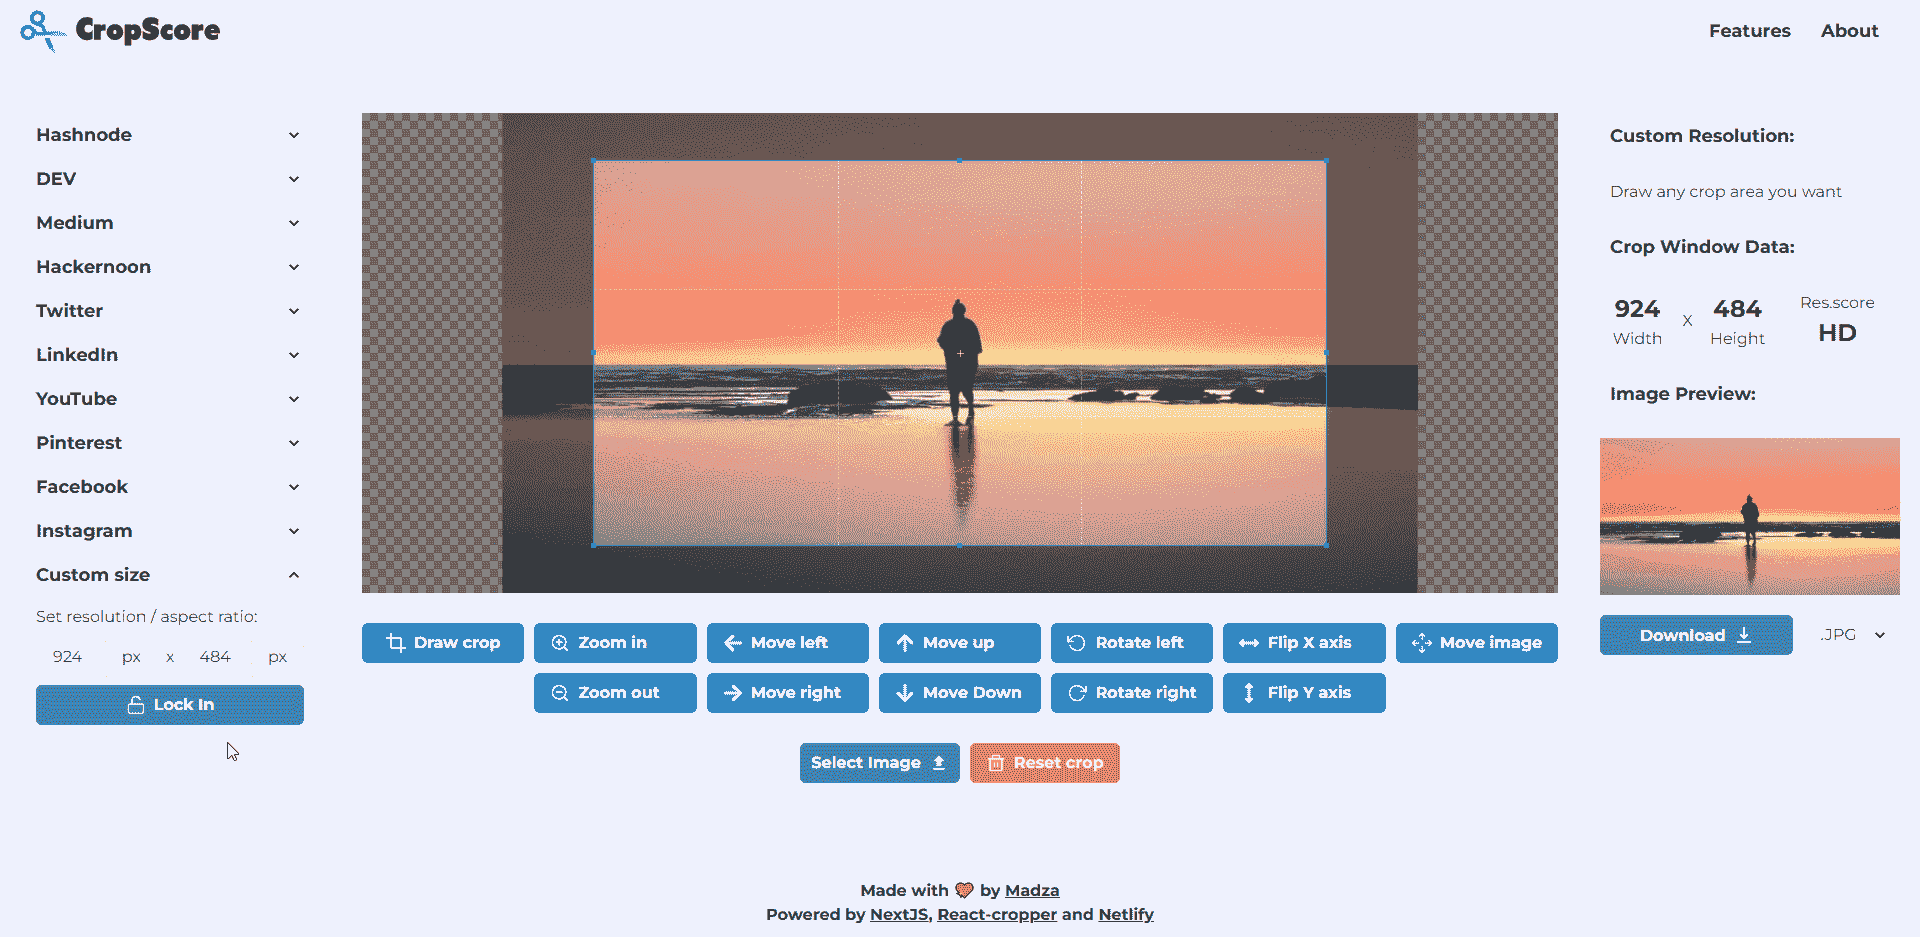 CropScore
Features About
Hashnode
DEV
Medium
Hackernoon
Twitter
LinkedIn
YouTube
Pinterest
Facebook
Instagram
Custom size
Set resolution / aspect ratio:
924 px x 484 px
Lock In
Draw crop
Zoom in
Move left
Move up
Rotate left
Flip X axis
Move image
Zoom out
Move right
Move Down
Rotate right
Flip Y axis
Select Image
Reset crop
Custom Resolution:
Draw any crop area you want
Crop Window Data:
924 x 484
Width Height
Res.score
HD
Image Preview:
Download
.JPG
Made with by Madza
Powered by NextJS, React-cropper and Netlify